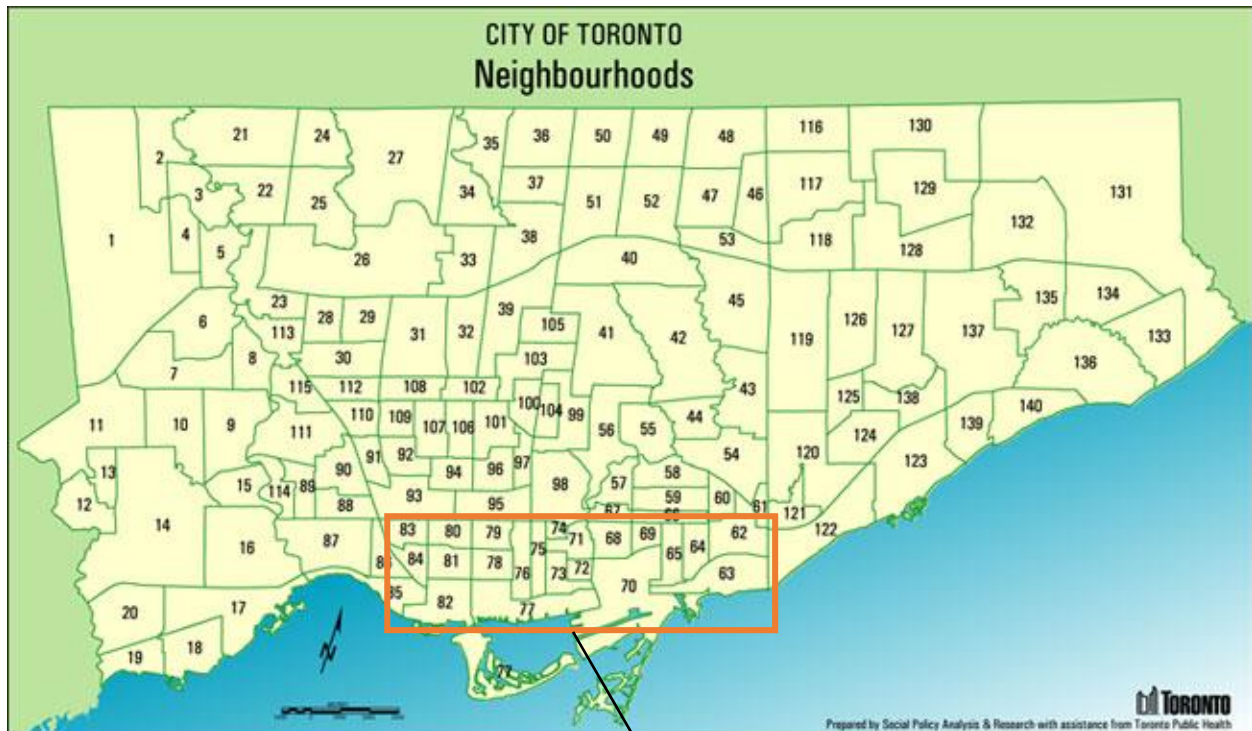 CITY OF TORONTO
Neighbourhoods
21 24 35 36 50 49 48 116 130
2 27
3 22 25 34 37 51 52 47 46 117 129 131
1 4 5 26 33 38 40 53 118 128 132
23 28 29 31 32 39 105 41 42 45 119 126 127 137 135 134 133
6 113 30 103 136
7 8 115 112 108 102 100 104 99 43 125 138 140
11 10 9 111 110 109 107 106 101 56 55 44 124 139
13 91 92 94 96 97 98 54 120 123
12 14 15 114 89 90 93 95 57 58
88 59 60 61 121
16 87 83 80 79 74 71 68 69 62 122
84 81 78 75 76 73 72 65 64 63
20 17 82 77 70
19 18
77
N
TORONTO
Prepared by Social Policy Analysis & Research with assistance from Toronto Public Health